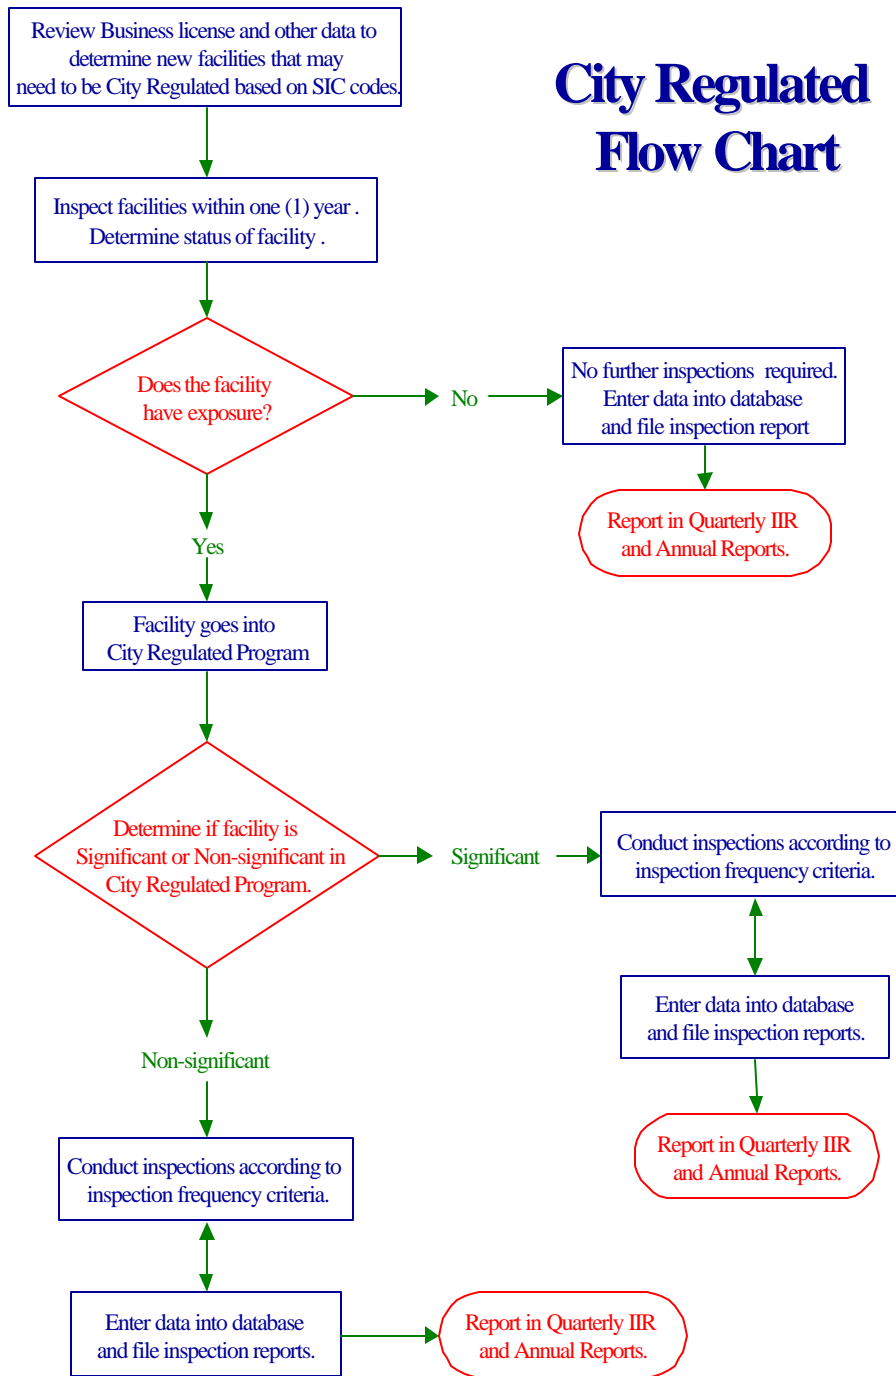 Review Business license and other data to
determine new facilities that may
need to be City Regulated based on SIC codes.
City Regulated
Flow Chart
Inspect facilities within one (1) year .
Determine status of facility .
Does the facility
have exposure?
No
No further inspections required.
Enter data into database
and file inspection report
Report in Quarterly IIR
and Annual Reports.
Yes
Facility goes into
City Regulated Program
Determine if facility is
Significant or Non-significant in
City Regulated Program.
Significant
Conduct inspections according to
inspection frequency criteria.
Enter data into database
and file inspection reports.
Report in Quarterly IIR
and Annual Reports.
Non-significant
Conduct inspections according to
inspection frequency criteria.
Enter data into database
and file inspection reports.
Report in Quarterly IIR
and Annual Reports.